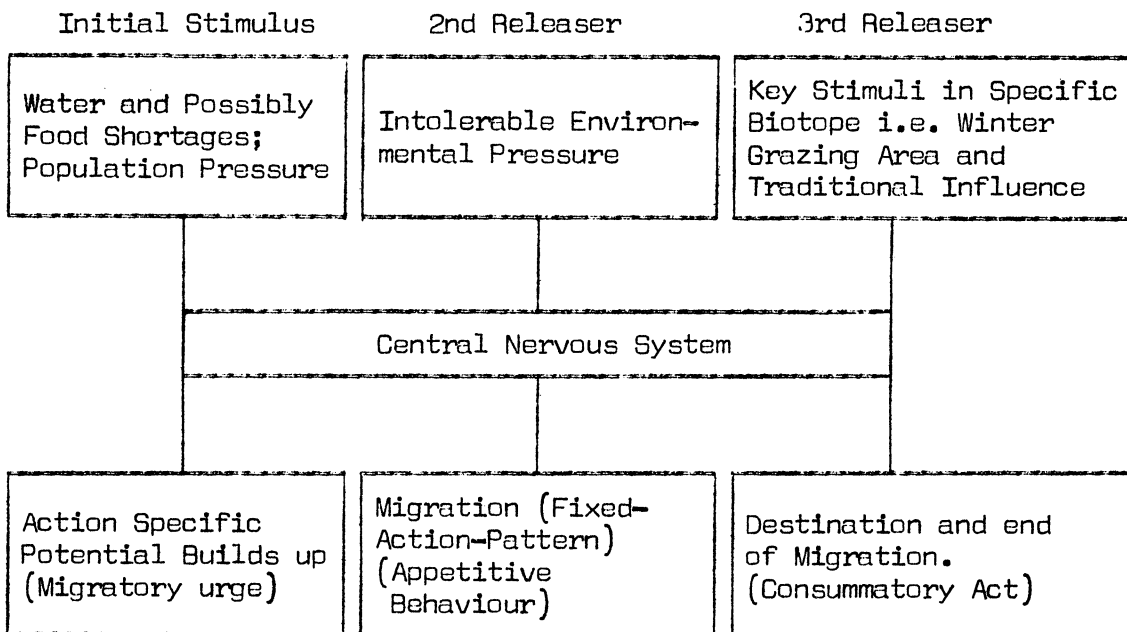 Initial Stimulus
2nd Releaser
3rd Releaser
Water and Possibly
Food Shortages;
Population Pressure
Intolerable Environ-
mental Pressure
Key Stimuli in Specific
Biotope i.e. Winter
Grazing Area and
Traditional Influence
Central Nervous System
Action Specific
Potential Builds up
(Migratory urge)
Migration (Fixed-
Action-Pattern)
(Appetitive
Behaviour)
Destination and end
of Migration.
(Consummatory Act)